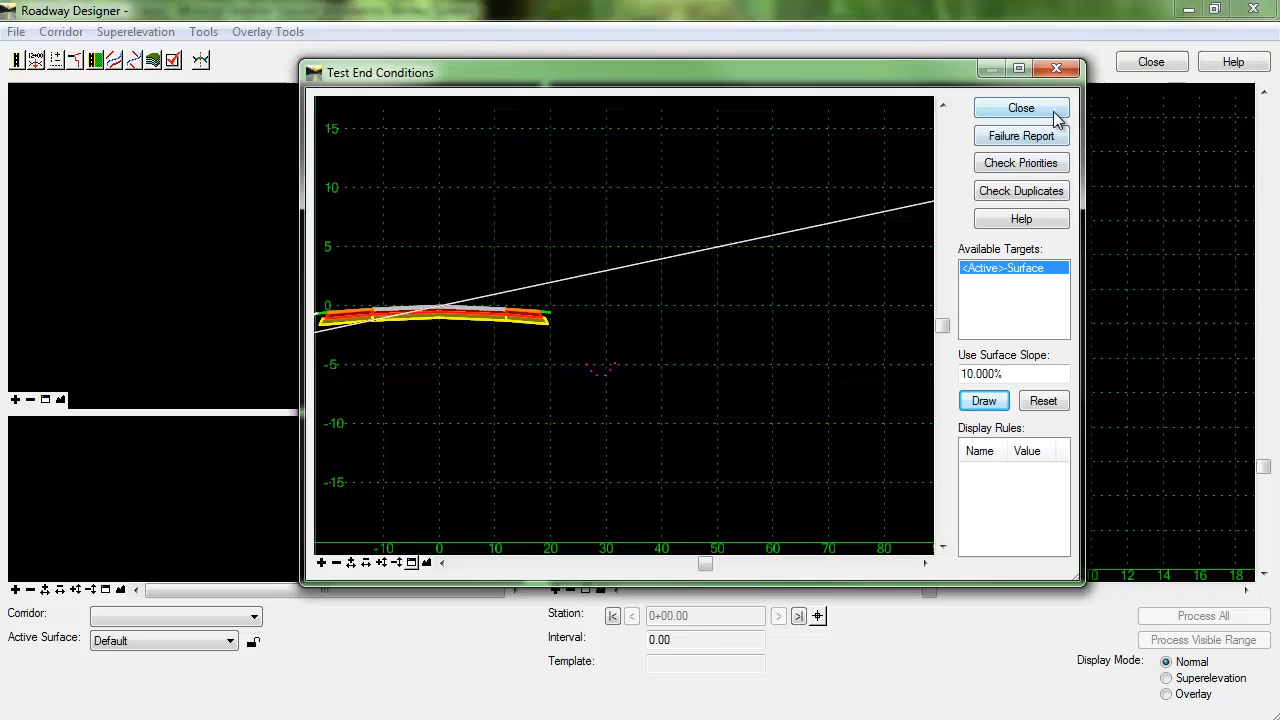 Roadway Designer -
File Corridor Superelevation Tools Overlay Tools
Close Help
Test End Conditions
Close
Failure Report
Check Priorities
Check Duplicates
Help
Available Targets:
<Active>-Surface
Use Surface Slope:
10.000%
Draw Reset
Display Rules:
Name Value
15
10
5
0
-5
-10
-15
-10 0 10 20 30 40 50 60 70 80
10 12 14 16 18
Corridor:
Active Surface: Default
Station: 0+00.00
Interval: 0.00
Template:
Process All
Process Visible Range
Display Mode: Normal
Superelevation
Overlay